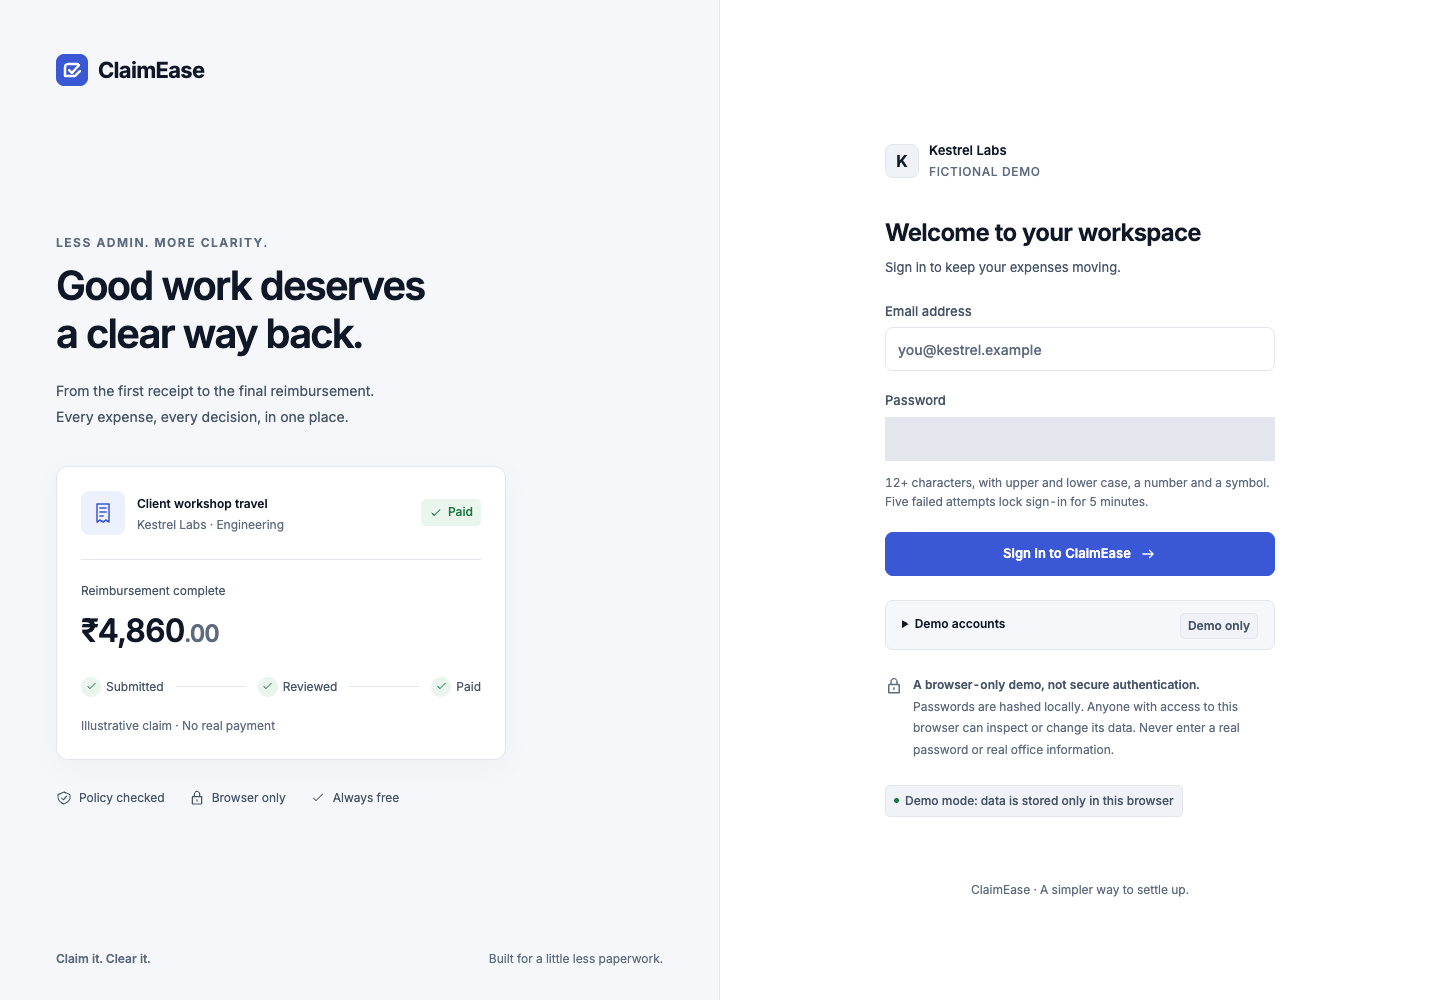 ClaimEase
LESS ADMIN. MORE CLARITY.
Good work deserves
a clear way back.
From the first receipt to the final reimbursement.
Every expense, every decision, in one place.
Client workshop travel
Kestrel Labs · Engineering
Paid
Reimbursement complete
₹4,860.00
Submitted
Reviewed
Paid
Illustrative claim · No real payment
Policy checked
Browser only
Always free
Claim it. Clear it.
Built for a little less paperwork.
K
Kestrel Labs
FICTIONAL DEMO
Welcome to your workspace
Sign in to keep your expenses moving.
Email address
you@kestrel.example
Password
12+ characters, with upper and lower case, a number and a symbol.
Five failed attempts lock sign-in for 5 minutes.
Sign in to ClaimEase →
Demo accounts
Demo only
A browser-only demo, not secure authentication.
Passwords are hashed locally. Anyone with access to this
browser can inspect or change its data. Never enter a real
password or real office information.
Demo mode: data is stored only in this browser
ClaimEase · A simpler way to settle up.